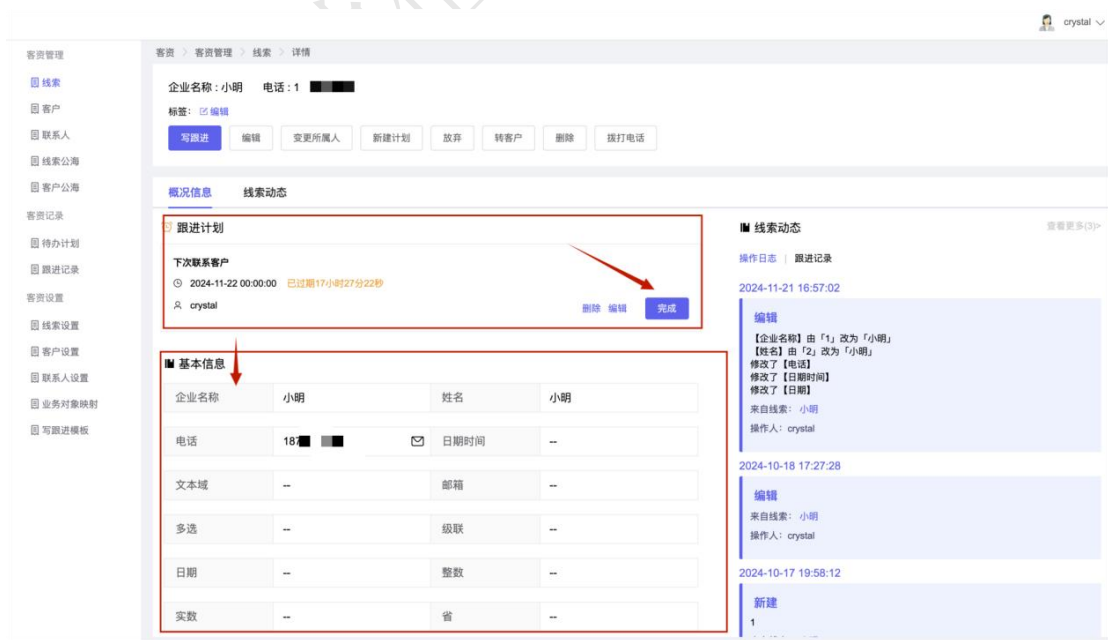 crystal
客资管理
线索
客户
联系人
线索公海
客户公海
客资记录
待办计划
跟进记录
客资设置
线索设置
客户设置
联系人设置
业务对象映射
写跟进模板
客资 > 客资管理 > 线索 > 详情
企业名称：小明 电话：1
标签： 编辑
写跟进 编辑 变更所属人 新建计划 放弃 转客户 删除 拨打电话
概况信息 线索动态
跟进计划
下次联系客户
2024-11-22 00:00:00 已过期17小时27分22秒
crystal 删除 编辑 完成
基本信息
企业名称 小明 姓名 小明
电话 187 日期时间 --
文本域 -- 邮箱 --
多选 -- 级联 --
日期 -- 整数 --
实数 -- 省 --
线索动态 查看更多(3)>
操作日志 | 跟进记录
2024-11-21 16:57:02
编辑
【企业名称】由「1」改为「小明」
【姓名】由「2」改为「小明」
修改了【电话】
修改了【日期时间】
修改了【日期】
来自线索： 小明
操作人：crystal
2024-10-18 17:27:28
编辑
来自线索： 小明
操作人：crystal
2024-10-17 19:58:12
新建
1